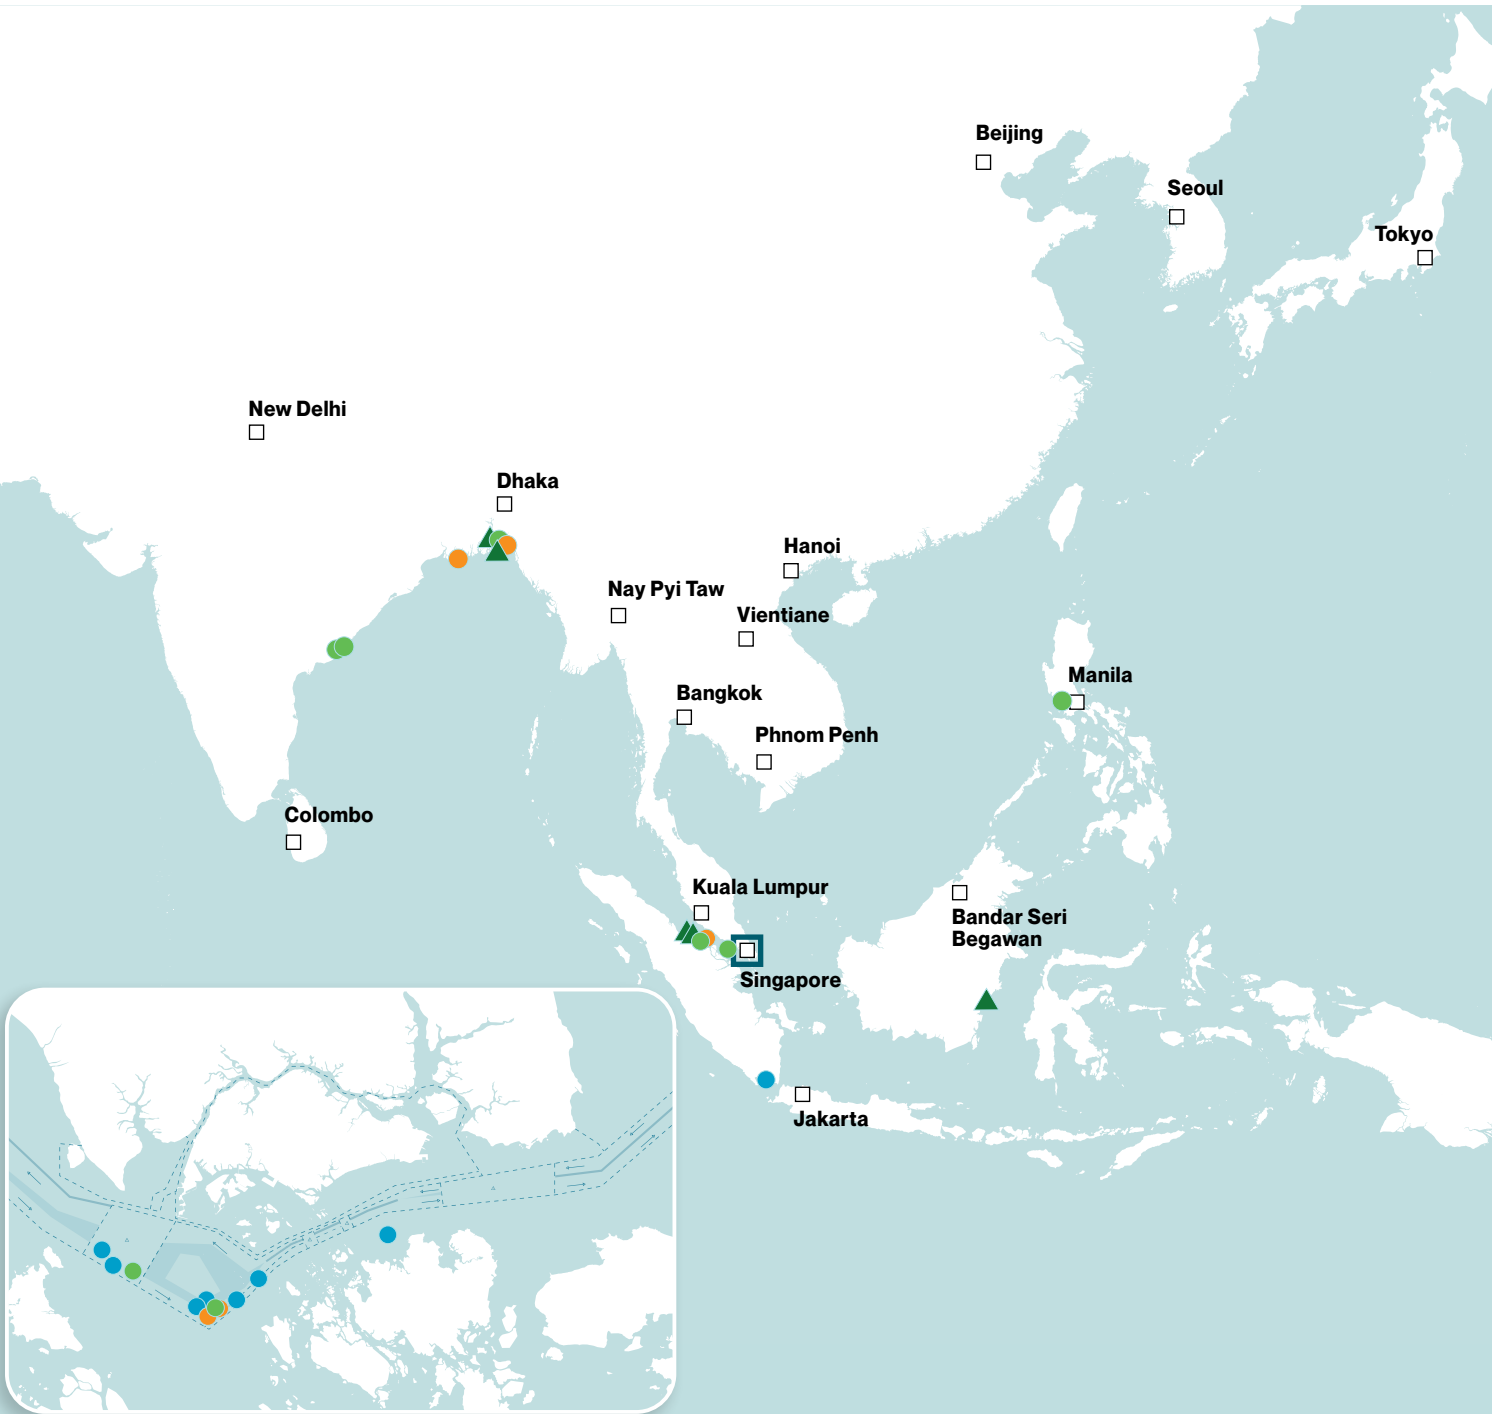 Beijing
Seoul
Tokyo
New Delhi
Dhaka
Hanoi
Nay Pyi Taw
Vientiane
Manila
Bangkok
Phnom Penh
Colombo
Kuala Lumpur
Bandar Seri
Begawan
Singapore
Jakarta